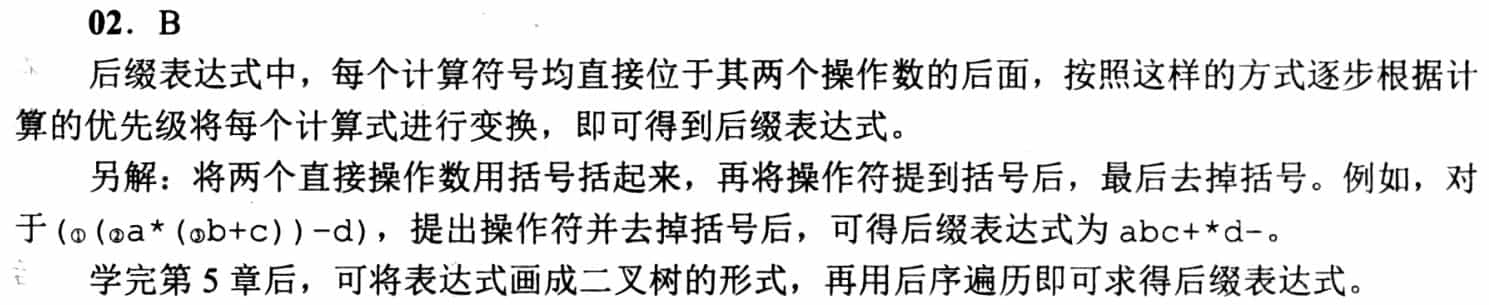 02. B
后缀表达式中，每个计算符号均直接位于其两个操作数的后面，按照这样的方式逐步根据计
算的优先级将每个计算式进行变换，即可得到后缀表达式。
另解：将两个直接操作数用括号括起来，再将操作符提到括号后，最后去掉括号。例如，对
于(①(②a*(③b+c))-d)，提出操作符并去掉括号后，可得后缀表达式为abc+*d-。
学完第5章后，可将表达式画成二叉树的形式，再用后序遍历即可求得后缀表达式。